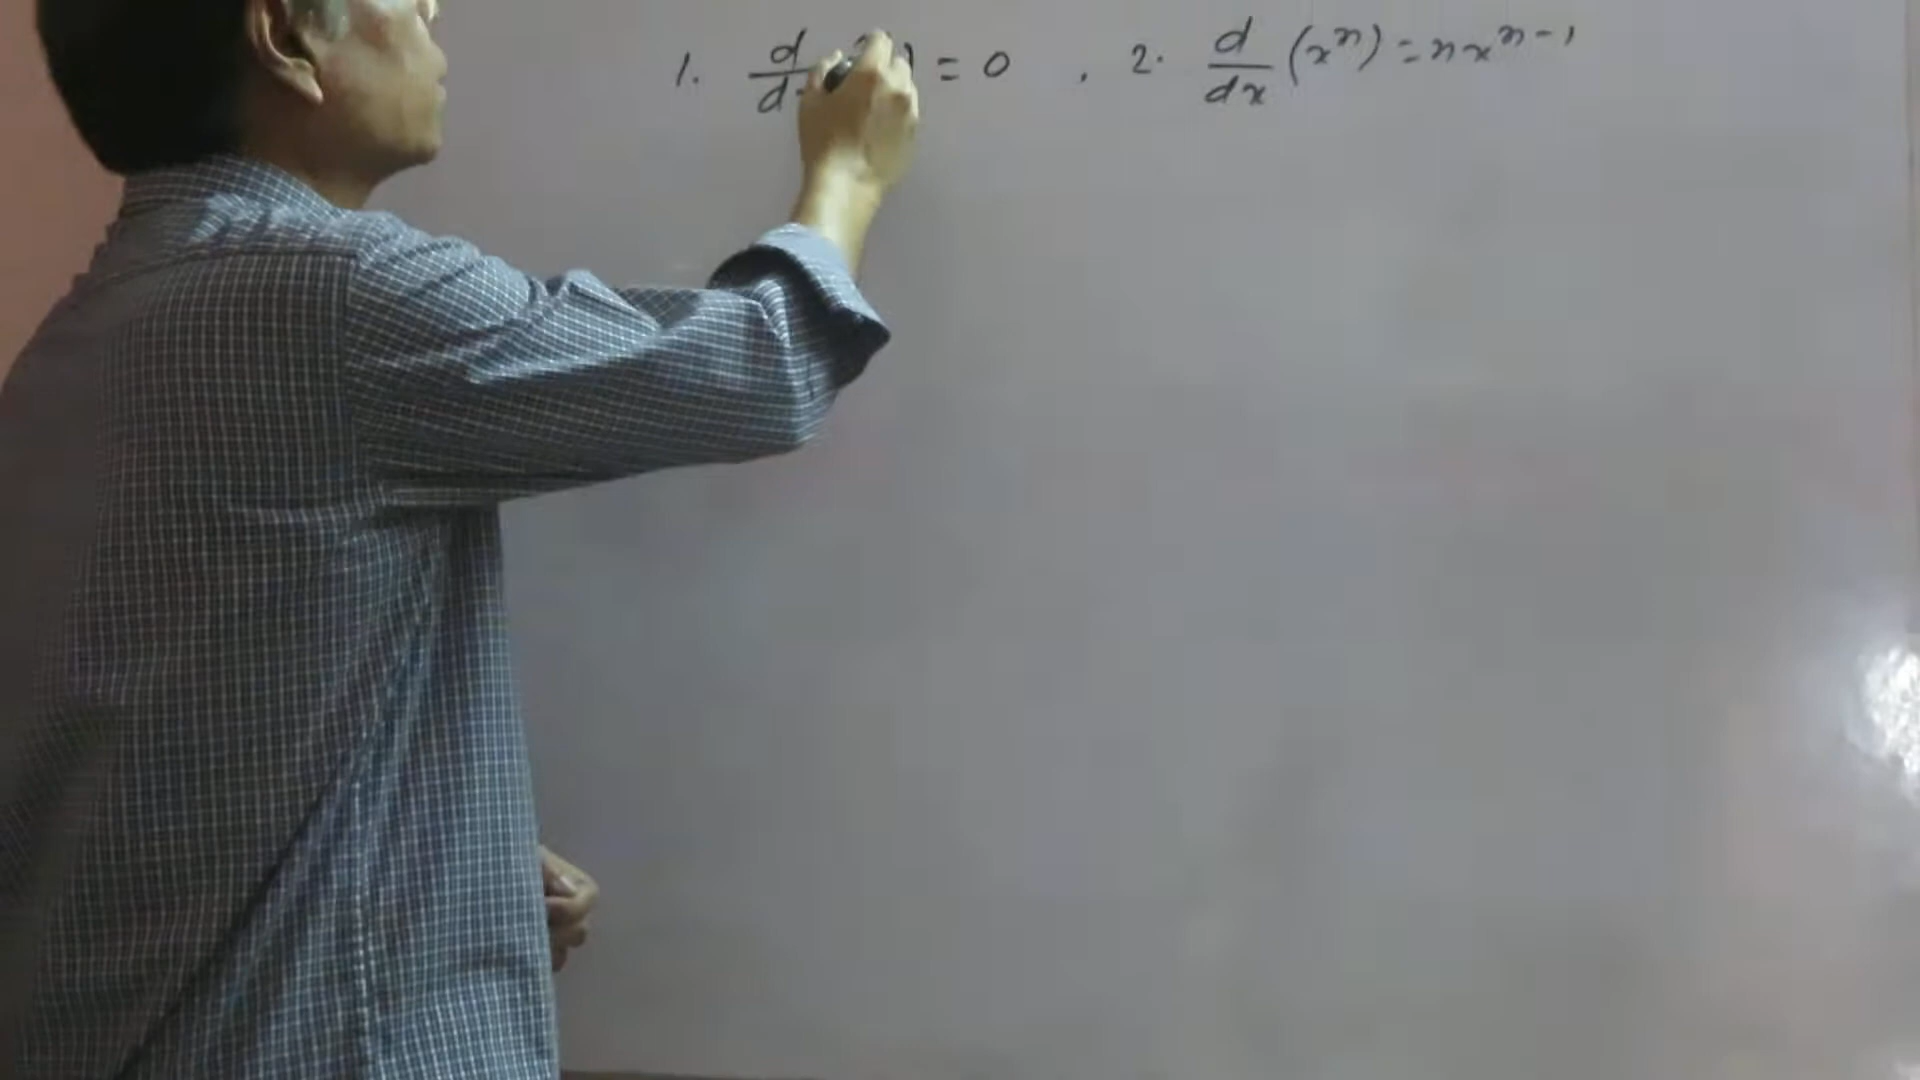 1. d/d ) = 0 , 2. d/dx (xⁿ) = nxⁿ⁻¹